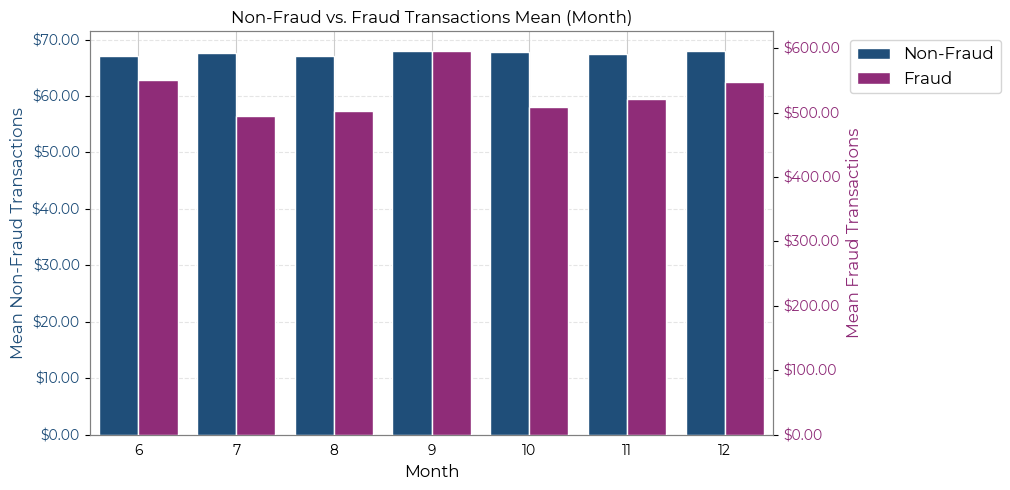 Non-Fraud vs. Fraud Transactions Mean (Month)
Mean Non-Fraud Transactions
$70.00
$60.00
$50.00
$40.00
$30.00
$20.00
$10.00
$0.00
6 7 8 9 10 11 12
Month
$600.00
$500.00
$400.00
$300.00
$200.00
$100.00
$0.00
Mean Fraud Transactions
Non-Fraud
Fraud